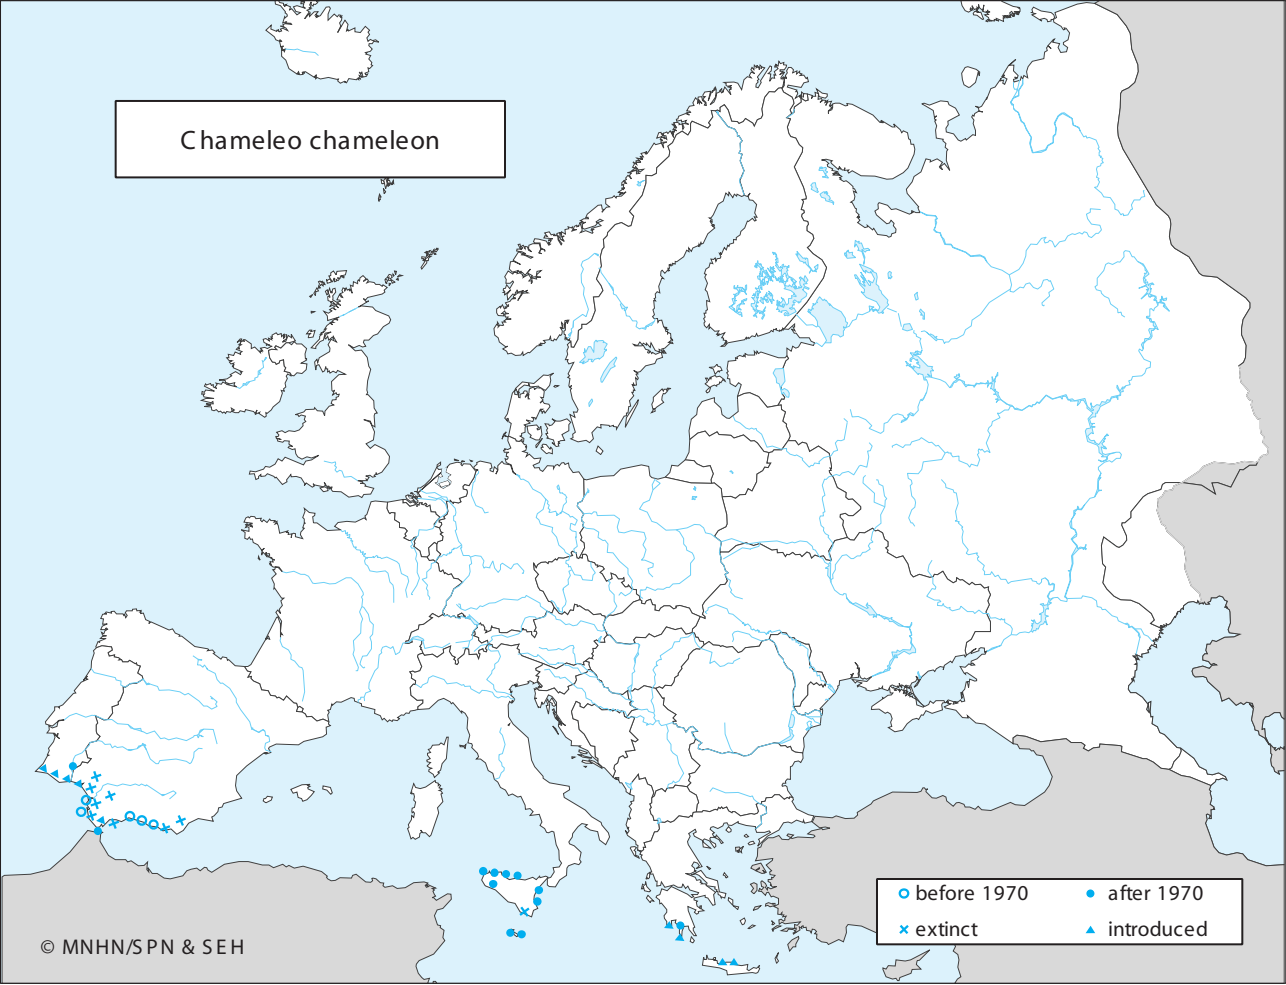 Chameleo chameleon
before 1970
after 1970
extinct
introduced
© MNHN/SPN & SEH